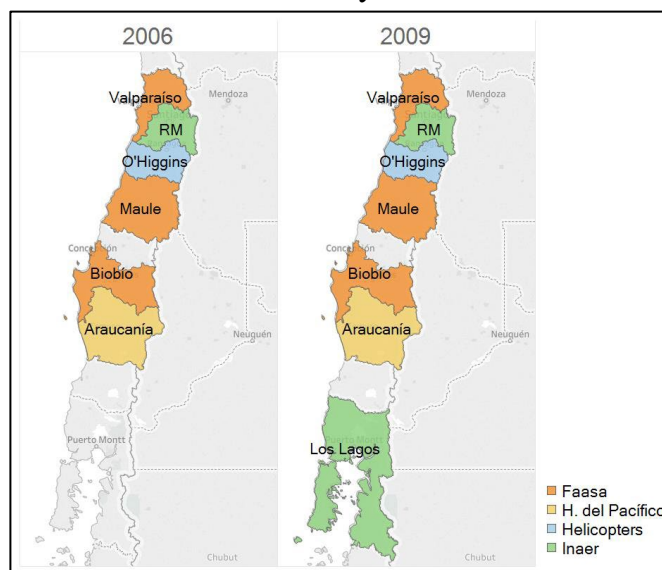 2006
2009
Valparaíso
Mendoza
RM
O'Higgins
Maule
Concepción
Biobío
Araucanía
Neuquén
Puerto Montt
Chubut
Valparaíso
Mendoza
RM
O'Higgins
Maule
Concepción
Biobío
Araucanía
Neuquén
Los Lagos
Chubut
Faasa
H. del Pacífico
Helicopters
Inaer